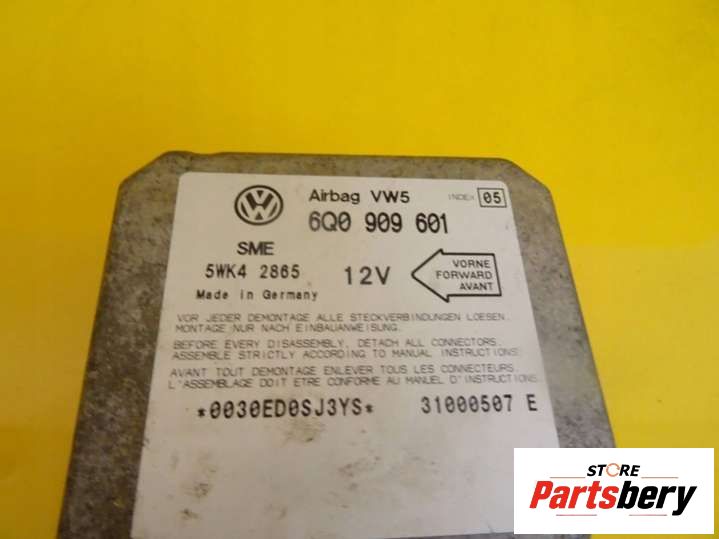 Airbag VW5
INDEX 05
6Q0 909 601
SME
5WK4 2865
12V
VORNE
FORWARD
AVANT
Made in Germany
VOR JEDER DEMONTAGE ALLE STECKVERBINDUNGEN LOESEN.
MONTAGE NUR NACH EINBAUANWEISUNG.
BEFORE EVERY DISASSEMBLY, DETACH ALL CONNECTORS.
ASSEMBLE STRICTLY ACCORDING TO MANUAL INSTRUCTIONS.
AVANT TOUT DEMONTAGE ENLEVER TOUS LES CONNECTEURS.
L'ASSEMBLAGE DOIT ETRE CONFORME AU MANUEL D'INSTRUCTIONS
*0030ED0SJ3YS* 31000507 E
STORE
Partsbery